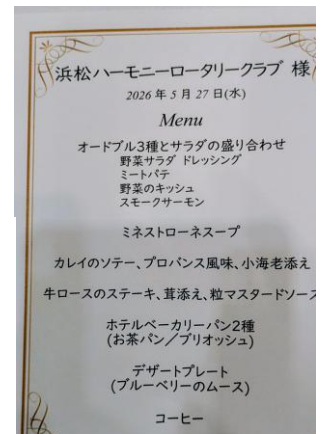 浜松ハーモニーロータリークラブ 様
2026 年 5 月 27 日(水)
Menu
オードブル3種とサラダの盛り合わせ
野菜サラダ ドレッシング
ミートパテ
野菜のキッシュ
スモークサーモン
ミネストローネスープ
カレイのソテー、プロバンス風味、小海老添え
牛ロースのステーキ、茸添え、粒マスタードソース
ホテルベーカリーパン2種
(お茶パン／ブリオッシュ)
デザートプレート
(ブルーベリーのムース)
コーヒー